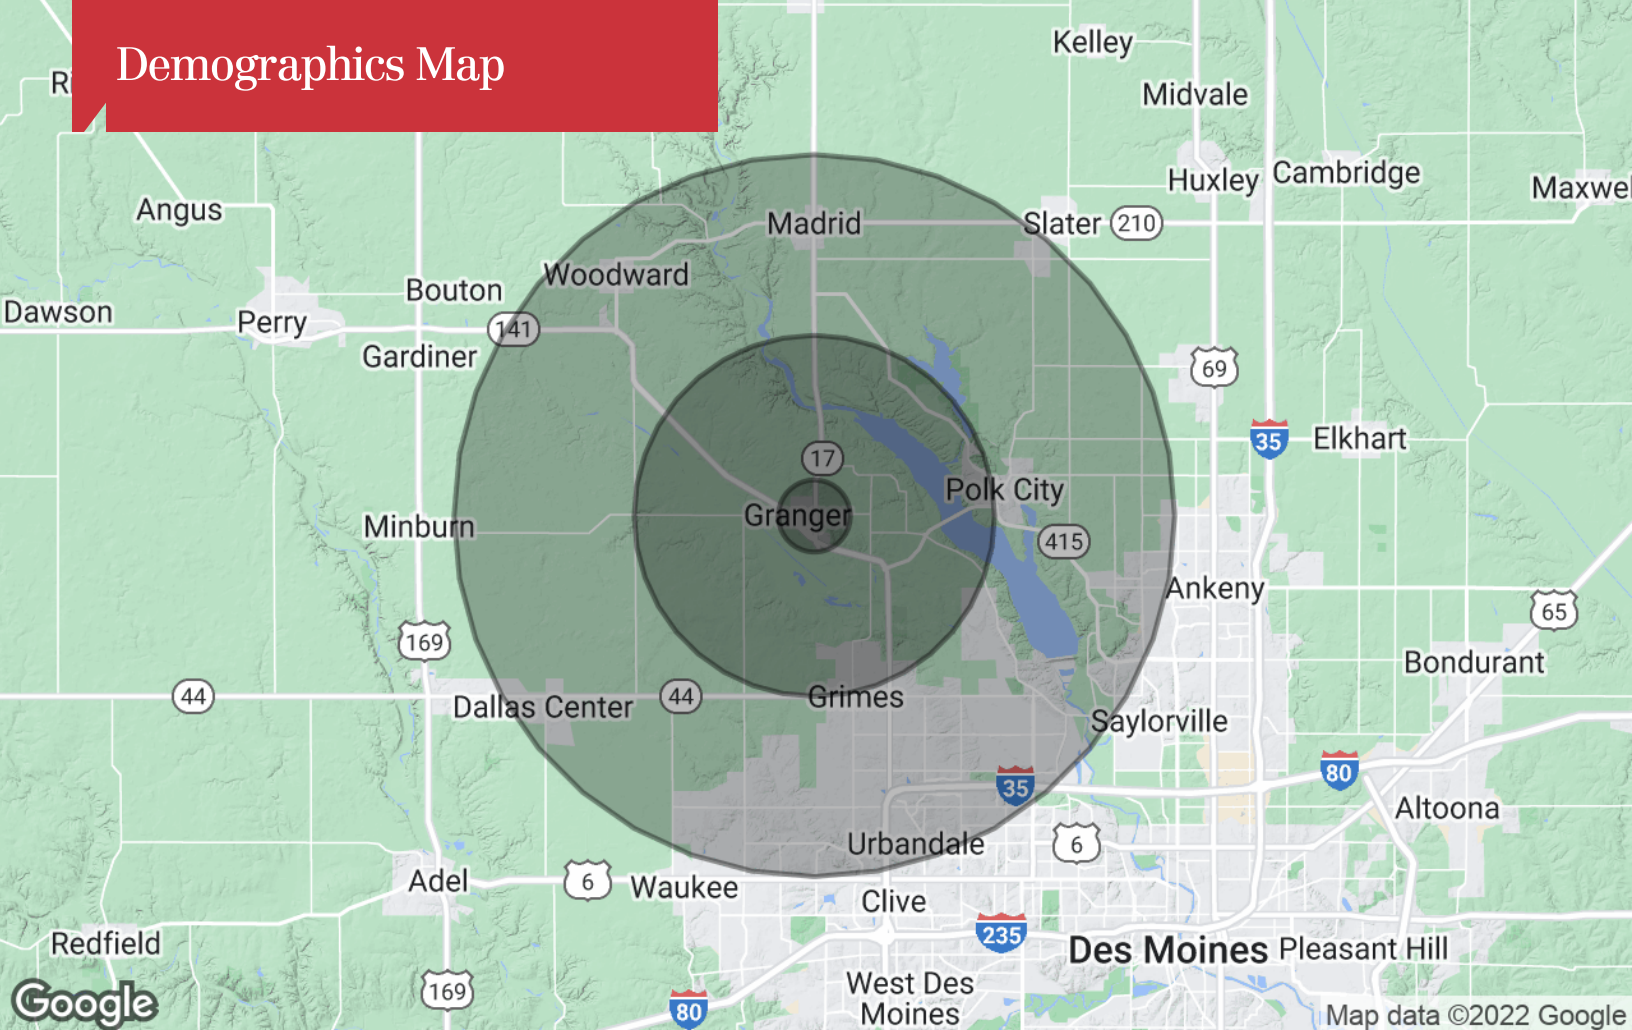 Demographics Map
Kelley
Midvale
Huxley
Cambridge
Angus
Madrid
Slater
210
Woodward
Bouton
Dawson
Perry
141
Gardiner
69
35
Elkhart
17
Polk City
Granger
Minburn
415
Ankeny
65
169
Bondurant
44
44
Dallas Center
Grimes
Saylorville
35
80
Altoona
Urbandale
6
Adel
6
Waukee
Clive
235
Redfield
Des Moines
Pleasant Hill
169
West Des
Moines
80
Google
Map data ©2022 Google